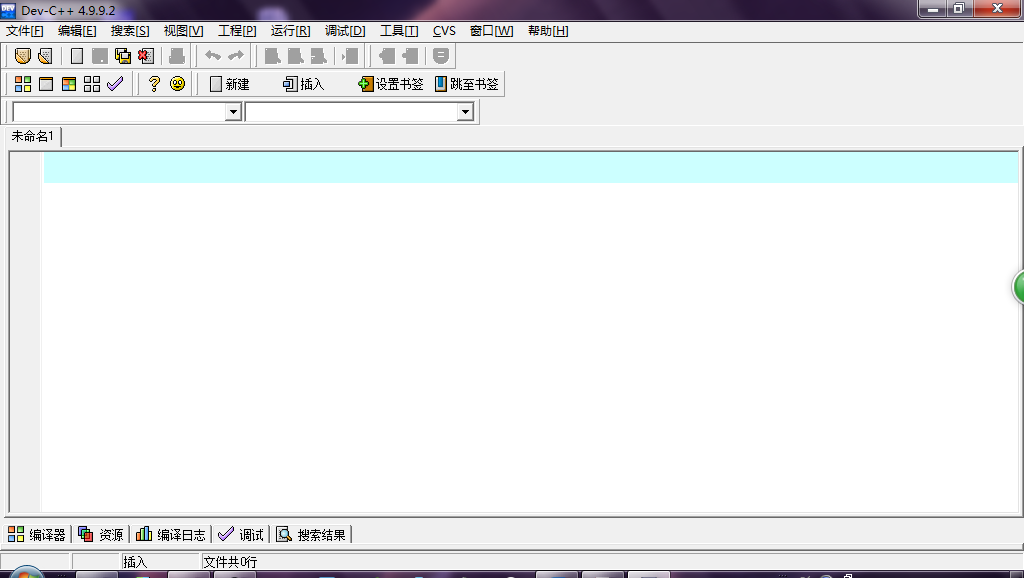 Dev-C++ 4.9.9.2
文件[F] 编辑[E] 搜索[S] 视图[V] 工程[P] 运行[R] 调试[D] 工具[T] CVS 窗口[W] 帮助[H]
新建 插入 设置书签 跳至书签
未命名1
编译器 资源 编译日志 调试 搜索结果
插入 文件共0行